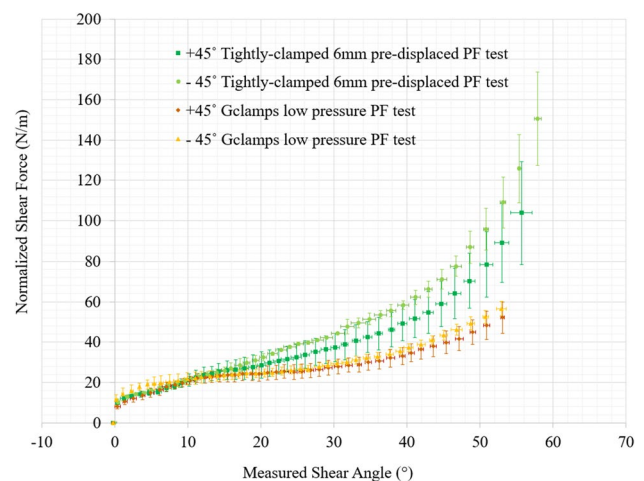 200
180
160
140
120
100
80
60
40
20
0
+45˚ Tightly-clamped 6mm pre-displaced PF test
- 45˚ Tightly-clamped 6mm pre-displaced PF test
+45˚ Gclamps low pressure PF test
- 45˚ Gclamps low pressure PF test
Normalized Shear Force (N/m)
-10 0 10 20 30 40 50 60 70
Measured Shear Angle (°)